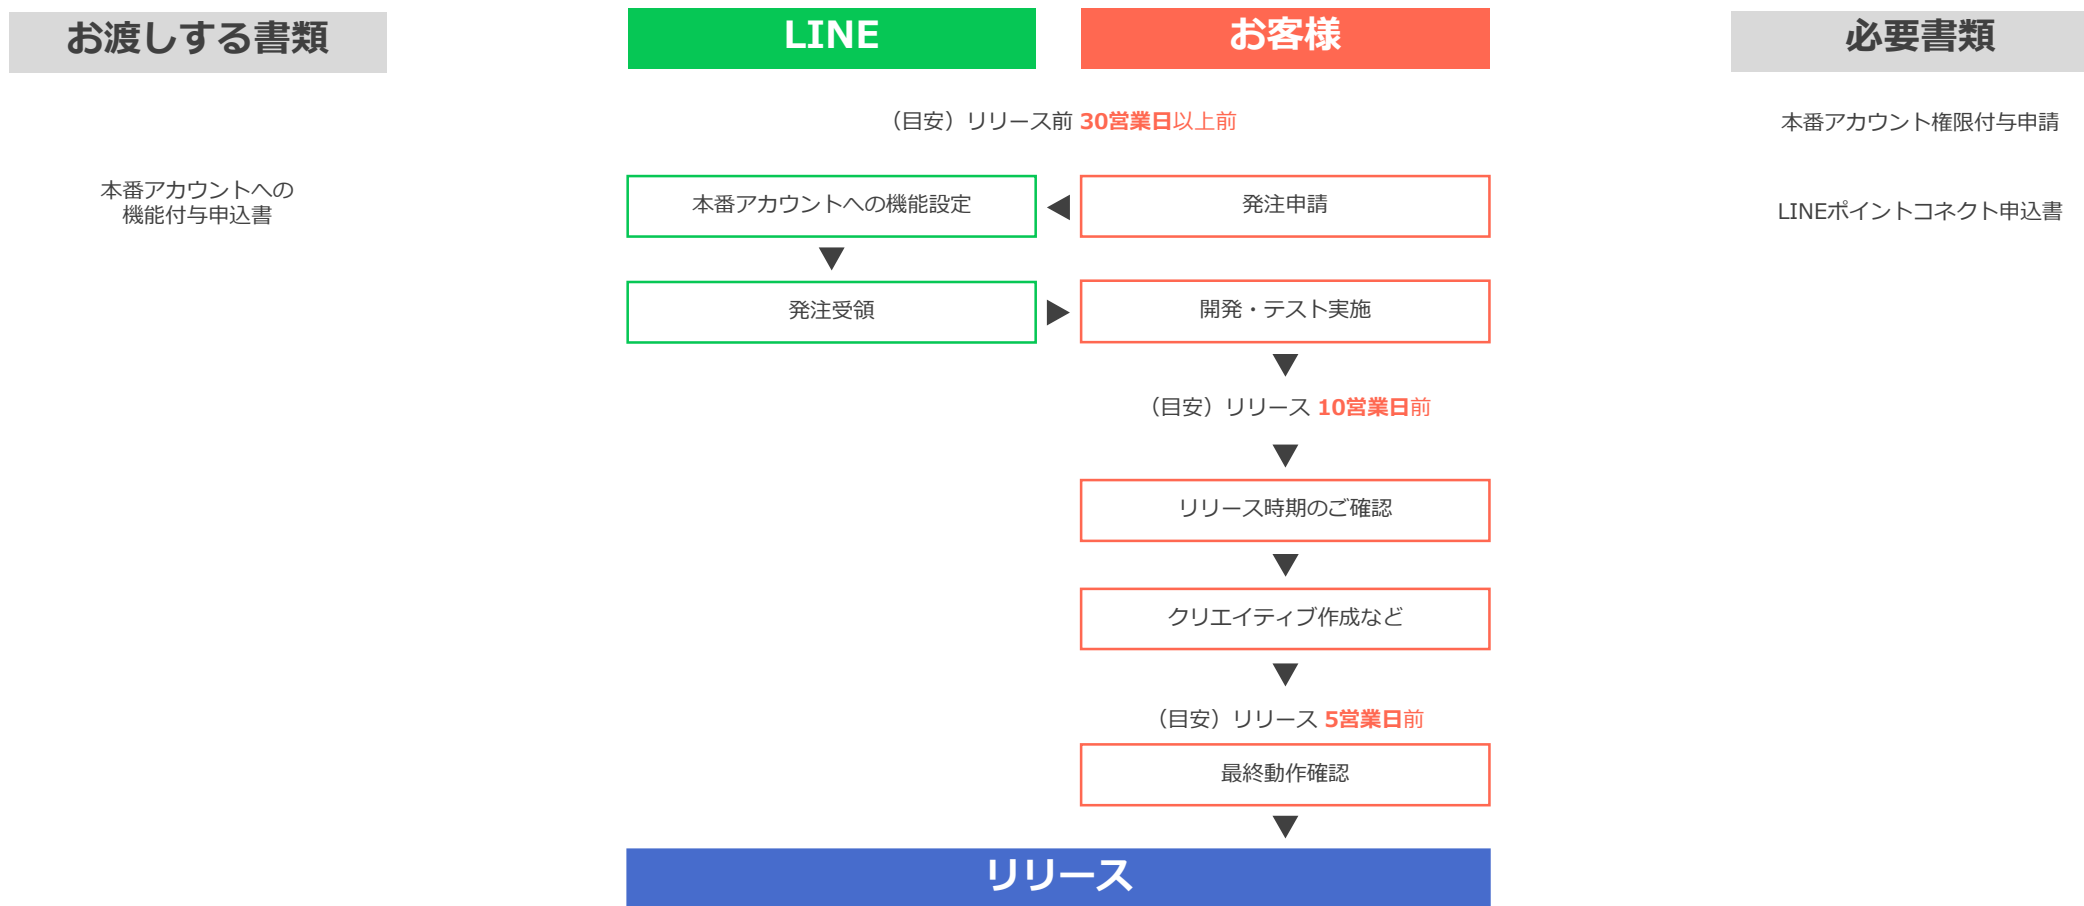 お渡しする書類
LINE
お客様
必要書類
（目安）リリース前 30営業日以上前
本番アカウント権限付与申請
本番アカウントへの
機能付与申込書
本番アカウントへの機能設定
発注申請
LINEポイントコネクト申込書
発注受領
開発・テスト実施
（目安）リリース 10営業日前
リリース時期のご確認
クリエイティブ作成など
（目安）リリース 5営業日前
最終動作確認
リリース